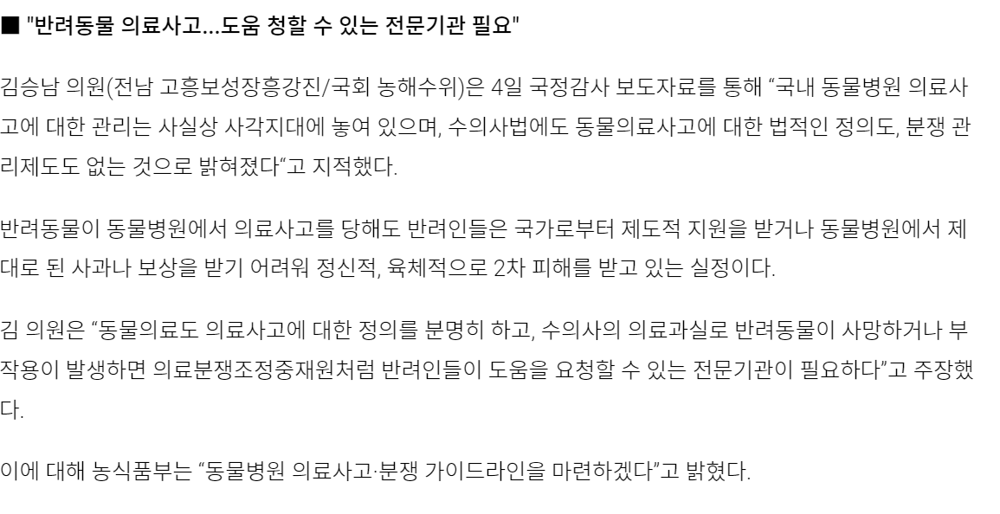 ■ "반려동물 의료사고...도움 청할 수 있는 전문기관 필요"
김승남 의원(전남 고흥보성장흥강진/국회 농해수위)은 4일 국정감사 보도자료를 통해 “국내 동물병원 의료사
고에 대한 관리는 사실상 사각지대에 놓여 있으며, 수의사법에도 동물의료사고에 대한 법적인 정의도, 분쟁 관
리제도도 없는 것으로 밝혀졌다“고 지적했다.
반려동물이 동물병원에서 의료사고를 당해도 반려인들은 국가로부터 제도적 지원을 받거나 동물병원에서 제
대로 된 사과나 보상을 받기 어려워 정신적, 육체적으로 2차 피해를 받고 있는 실정이다.
김 의원은 “동물의료도 의료사고에 대한 정의를 분명히 하고, 수의사의 의료과실로 반려동물이 사망하거나 부
작용이 발생하면 의료분쟁조정중재원처럼 반려인들이 도움을 요청할 수 있는 전문기관이 필요하다”고 주장했
다.
이에 대해 농식품부는 “동물병원 의료사고·분쟁 가이드라인을 마련하겠다”고 밝혔다.